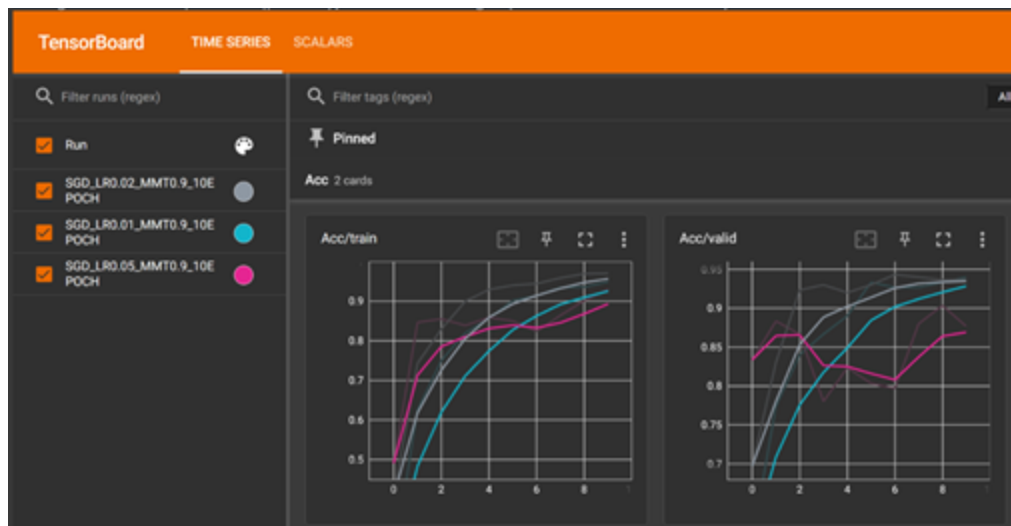 TensorBoard TIME SERIES SCALARS
Filter runs (regex)
Run
SGD_LR0.02_MMT0.9_10E
POCH
SGD_LR0.01_MMT0.9_10E
POCH
SGD_LR0.05_MMT0.9_10E
POCH
Filter tags (regex)
All
Pinned
Acc 2 cards
Acc/train
0.9
0.8
0.7
0.6
0.5
0 2 4 6 8 1
Acc/valid
0.95
0.9
0.85
0.8
0.75
0.7
0 2 4 6 8 1